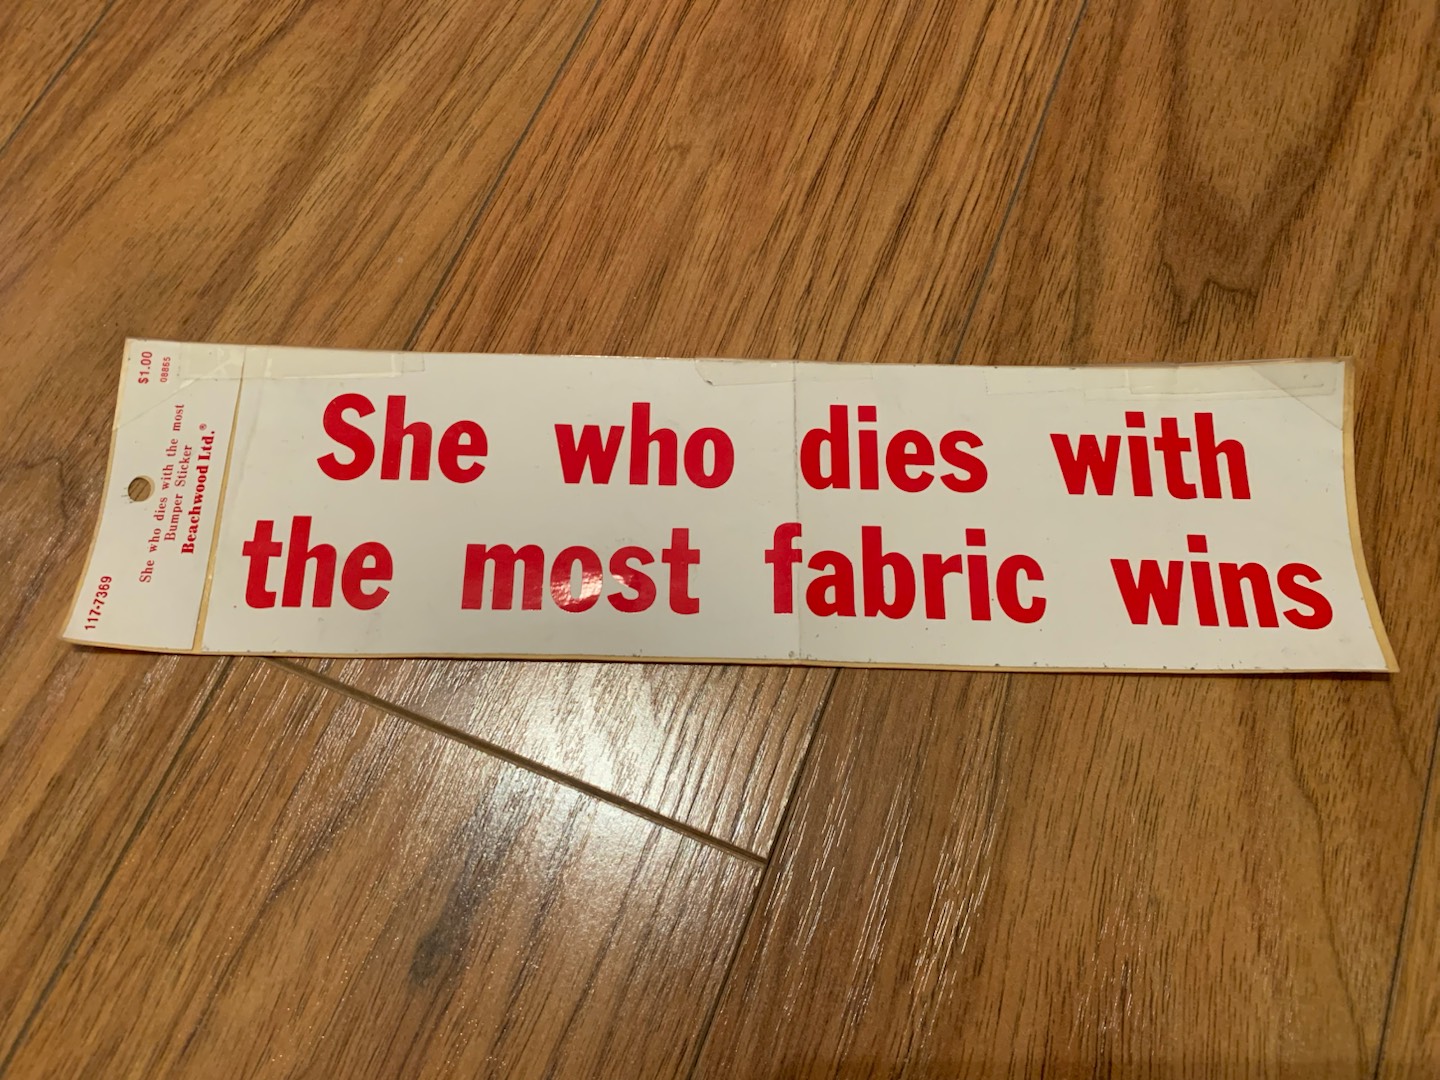 $1.00
08865
She who dies with the most
Bumper Sticker
Beachwood Ltd.®
117-7369
She who dies with
the most fabric wins